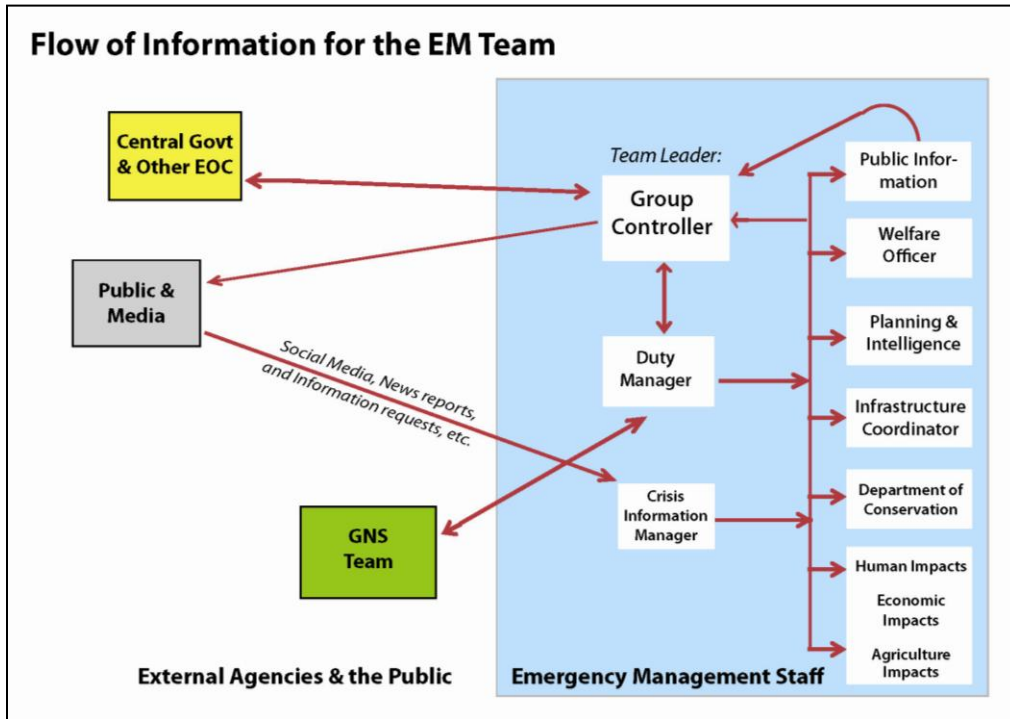 Flow of Information for the EM Team
Central Govt
& Other EOC
Public &
Media
Social Media, News reports,
and Information requests, etc.
GNS
Team
External Agencies & the Public
Team Leader:
Group
Controller
Duty
Manager
Crisis
Information
Manager
Public Infor-
mation
Welfare
Officer
Planning &
Intelligence
Infrastructure
Coordinator
Department of
Conservation
Human Impacts
Economic
Impacts
Agriculture
Impacts
Emergency Management Staff